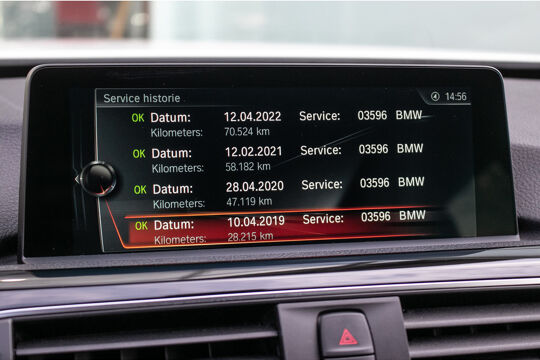 Service historie 14:56
OK Datum: 12.04.2022 Service: 03596 BMW
Kilometers: 70.524 km
OK Datum: 12.02.2021 Service: 03596 BMW
Kilometers: 58.182 km
OK Datum: 28.04.2020 Service: 03596 BMW
Kilometers: 47.119 km
OK Datum: 10.04.2019 Service: 03596 BMW
Kilometers: 28.215 km